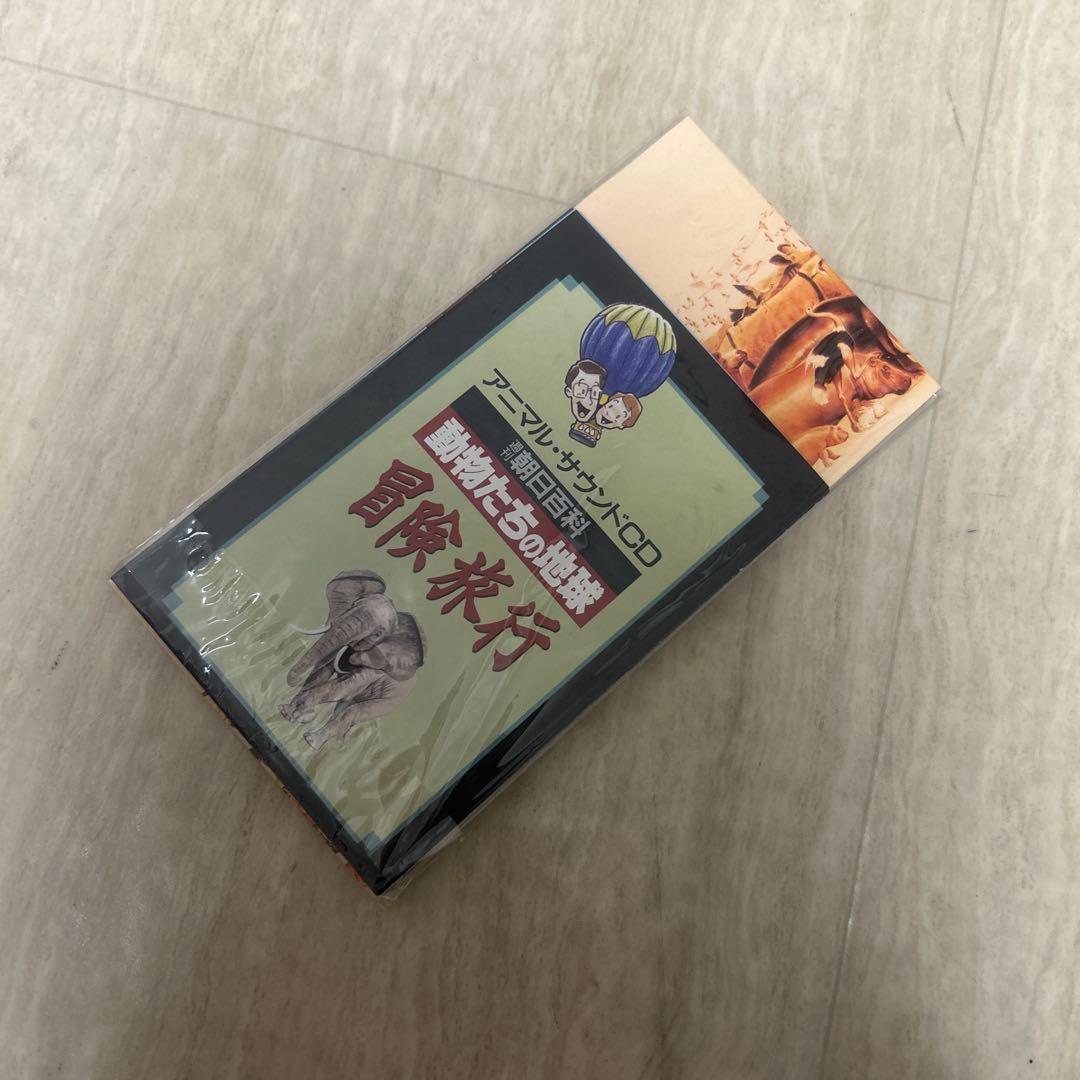 アニマル・サウンドCD
週刊朝日百科
動物たちの地球
冒険旅行